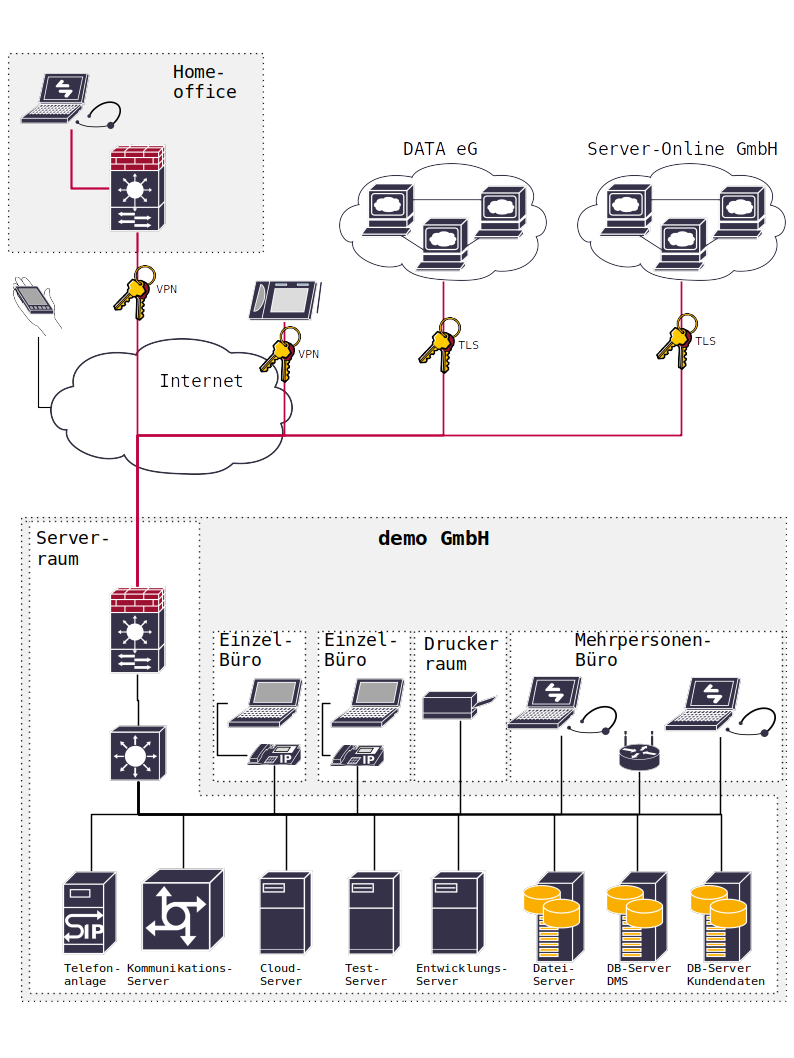 Home-
office
DATA eG
Server-Online GmbH
VPN
VPN
TLS
TLS
Internet
Server-
raum
demo GmbH
Einzel-
Büro
Einzel-
Büro
Drucker
raum
Mehrpersonen-
Büro
IP
IP
SIP
Telefon-
anlage
Kommunikations-
Server
Cloud-
Server
Test-
Server
Entwicklungs-
Server
Datei-
Server
DB-Server
DMS
DB-Server
Kundendaten